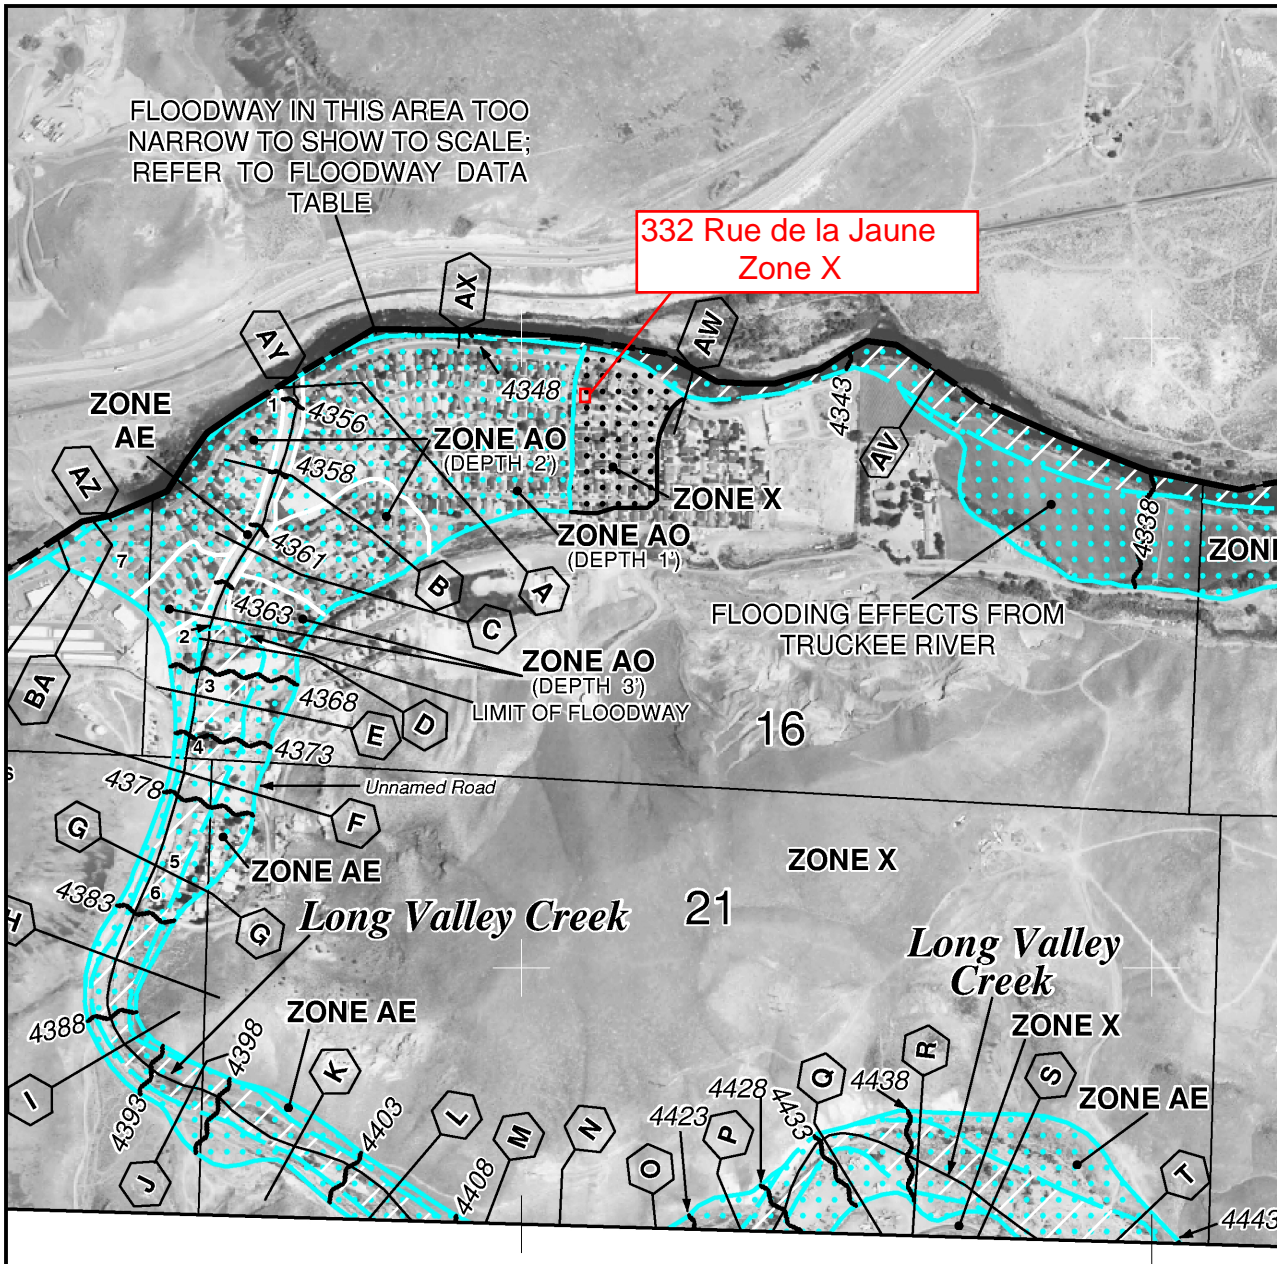 FLOODWAY IN THIS AREA TOO
NARROW TO SHOW TO SCALE;
REFER TO FLOODWAY DATA
TABLE
332 Rue de la Jaune
Zone X
AX
AW
AY
4348
4343
AV
ZONE
AE
1
4356
ZONE AO
(DEPTH 2')
4358
AZ
ZONE X
4338
ZONE AO
(DEPTH 1')
4361
7
ZONE
B
A
4363
C
FLOODING EFFECTS FROM
TRUCKEE RIVER
2
ZONE AO
(DEPTH 3')
LIMIT OF FLOODWAY
BA
3
4368
D
E
16
4
4373
4378
Unnamed Road
F
G
5
ZONE AE
ZONE X
6
4383
H
Long Valley Creek
G
21
Long Valley
Creek
ZONE AE
ZONE X
4388
4398
I
K
R
S
Q
4428
4438
ZONE AE
4393
4403
L
M
N
4423
P
4433
O
J
T
4408
4443